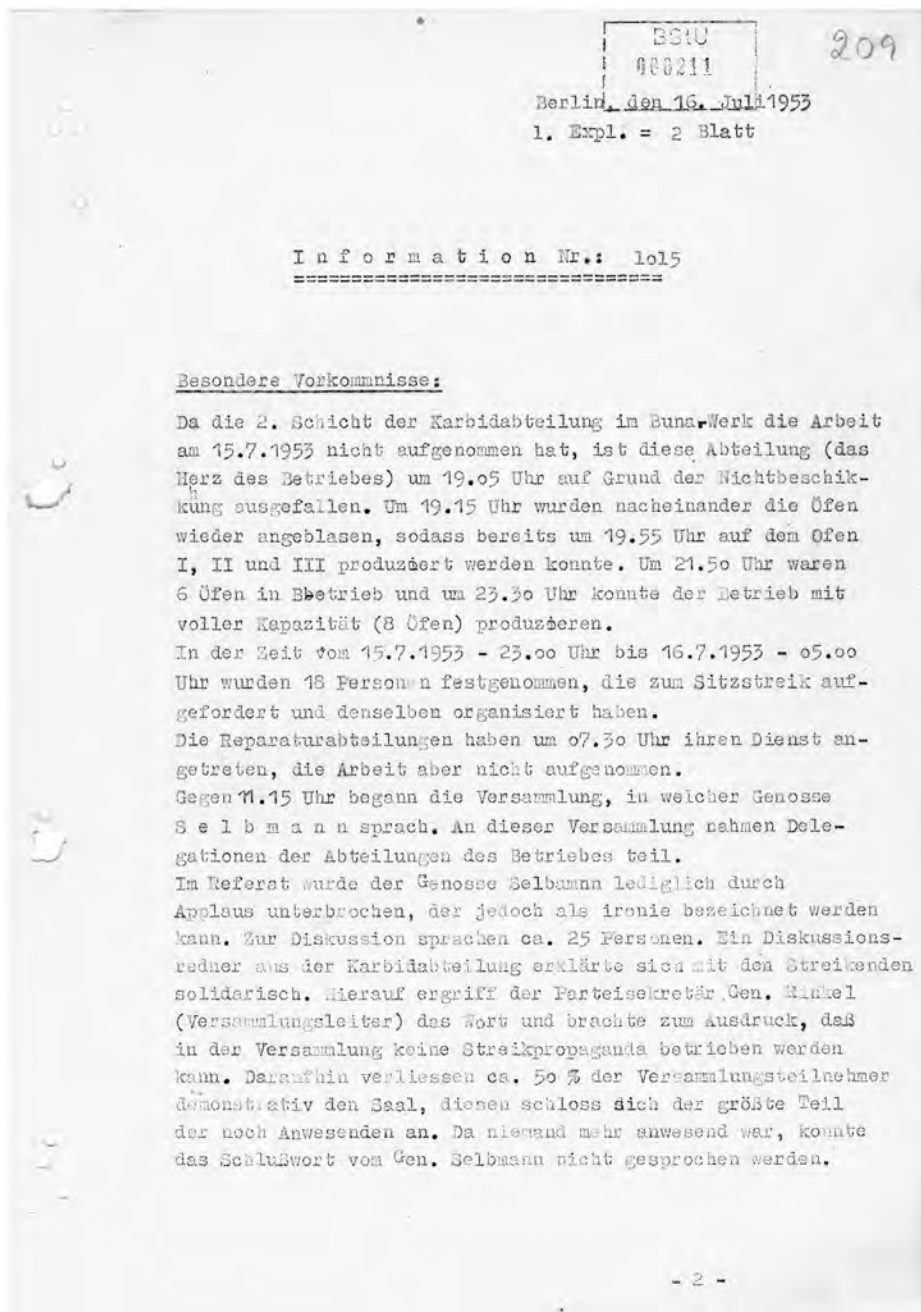 BStU
000211
209
Berlin, den 16. Juli 1953
1. Expl. = 2 Blatt
I n f o r m a t i o n Nr.: 1o15
================================
Besondere Vorkommnisse:
Da die 2. Schicht der Karbidabteilung im Buna-Werk die Arbeit
am 15.7.1953 nicht aufgenommen hat, ist diese Abteilung (das
Herz des Betriebes) um 19.o5 Uhr auf Grund der Nichtbeschik-
kung ausgefallen. Um 19.15 Uhr wurden nacheinander die Öfen
wieder angeblasen, sodass bereits um 19.55 Uhr auf dem Ofen
I, II und III produziert werden konnte. Um 21.5o Uhr waren
6 Öfen in Bbetrieb und um 23.3o Uhr konnte der Betrieb mit
voller Kapazität (8 Öfen) produzieren.
In der Zeit vom 15.7.1953 - 23.oo Uhr bis 16.7.1953 - o5.oo
Uhr wurden 18 Personen festgenommen, die zum Sitzstreik auf-
gefordert und denselben organisiert haben.
Die Reparaturabteilungen haben um o7.3o Uhr ihren Dienst an-
getreten, die Arbeit aber nicht aufgenommen.
Gegen 11.15 Uhr begann die Versammlung, in welcher Genosse
S e l b m a n n sprach. An dieser Versammlung nahmen Dele-
gationen der Abteilungen des Betriebes teil.
Im Referat wurde der Genosse Selbamnn lediglich durch
Applaus unterbrochen, der jedoch als ironie bezeichnet werden
kann. Zur Diskussion sprachen ca. 25 Personen. Ein Diskussions-
redner aus der Karbidabteilung erklärte sich mit den Streikenden
solidarisch. Hierauf ergriff der Parteisekretär Gen. Hinkel
(Versammlungsleiter) das Wort und brachte zum Ausdruck, daß
in der Versammlung keine Streikpropaganda betrieben werden
kann. Daraufhin verliessen ca. 5o % der Versammlungsteilnehmer
demonstrativ den Saal, diesen schloss sich der größte Teil
der noch Anwesenden an. Da niemand mehr anwesend war, konnte
das Schlußwort vom Gen. Selbmann nicht gesprochen werden.
- 2 -